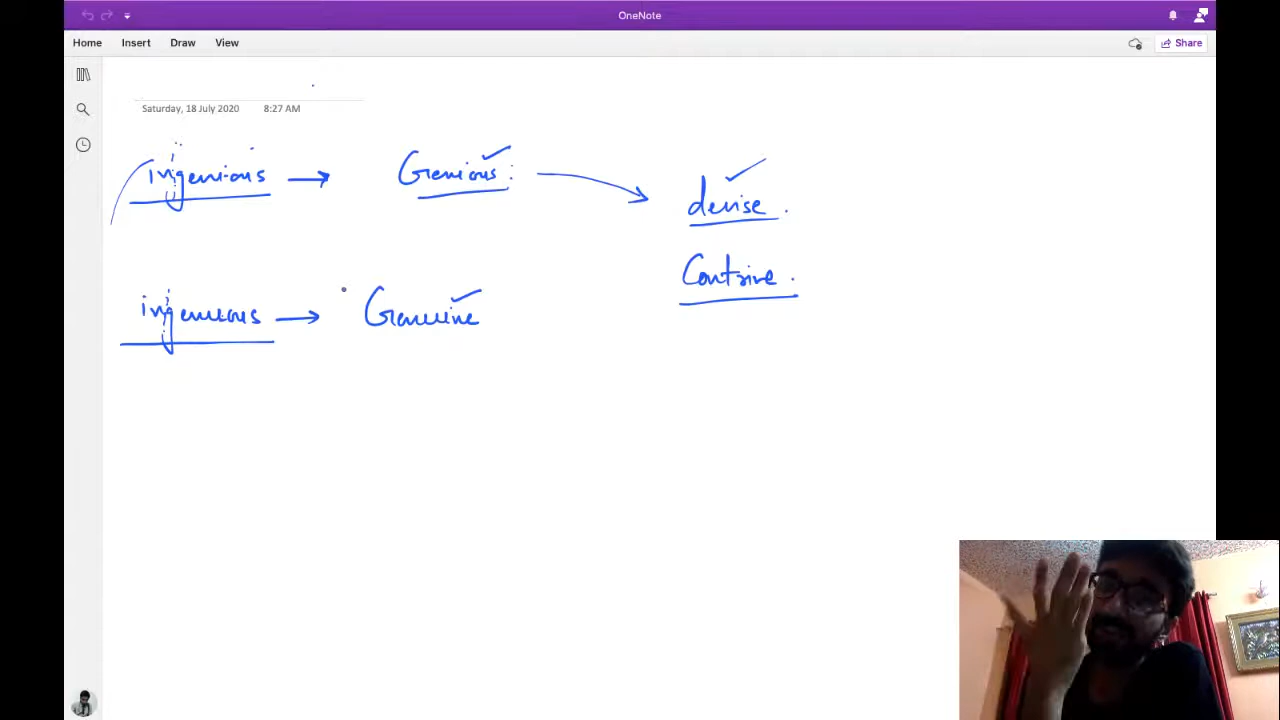 OneNote
Home Insert Draw View Share
Saturday, 18 July 2020 8:27 AM
ingenious → Genious:
devise.
Contrive.
ingenuous → Genuine